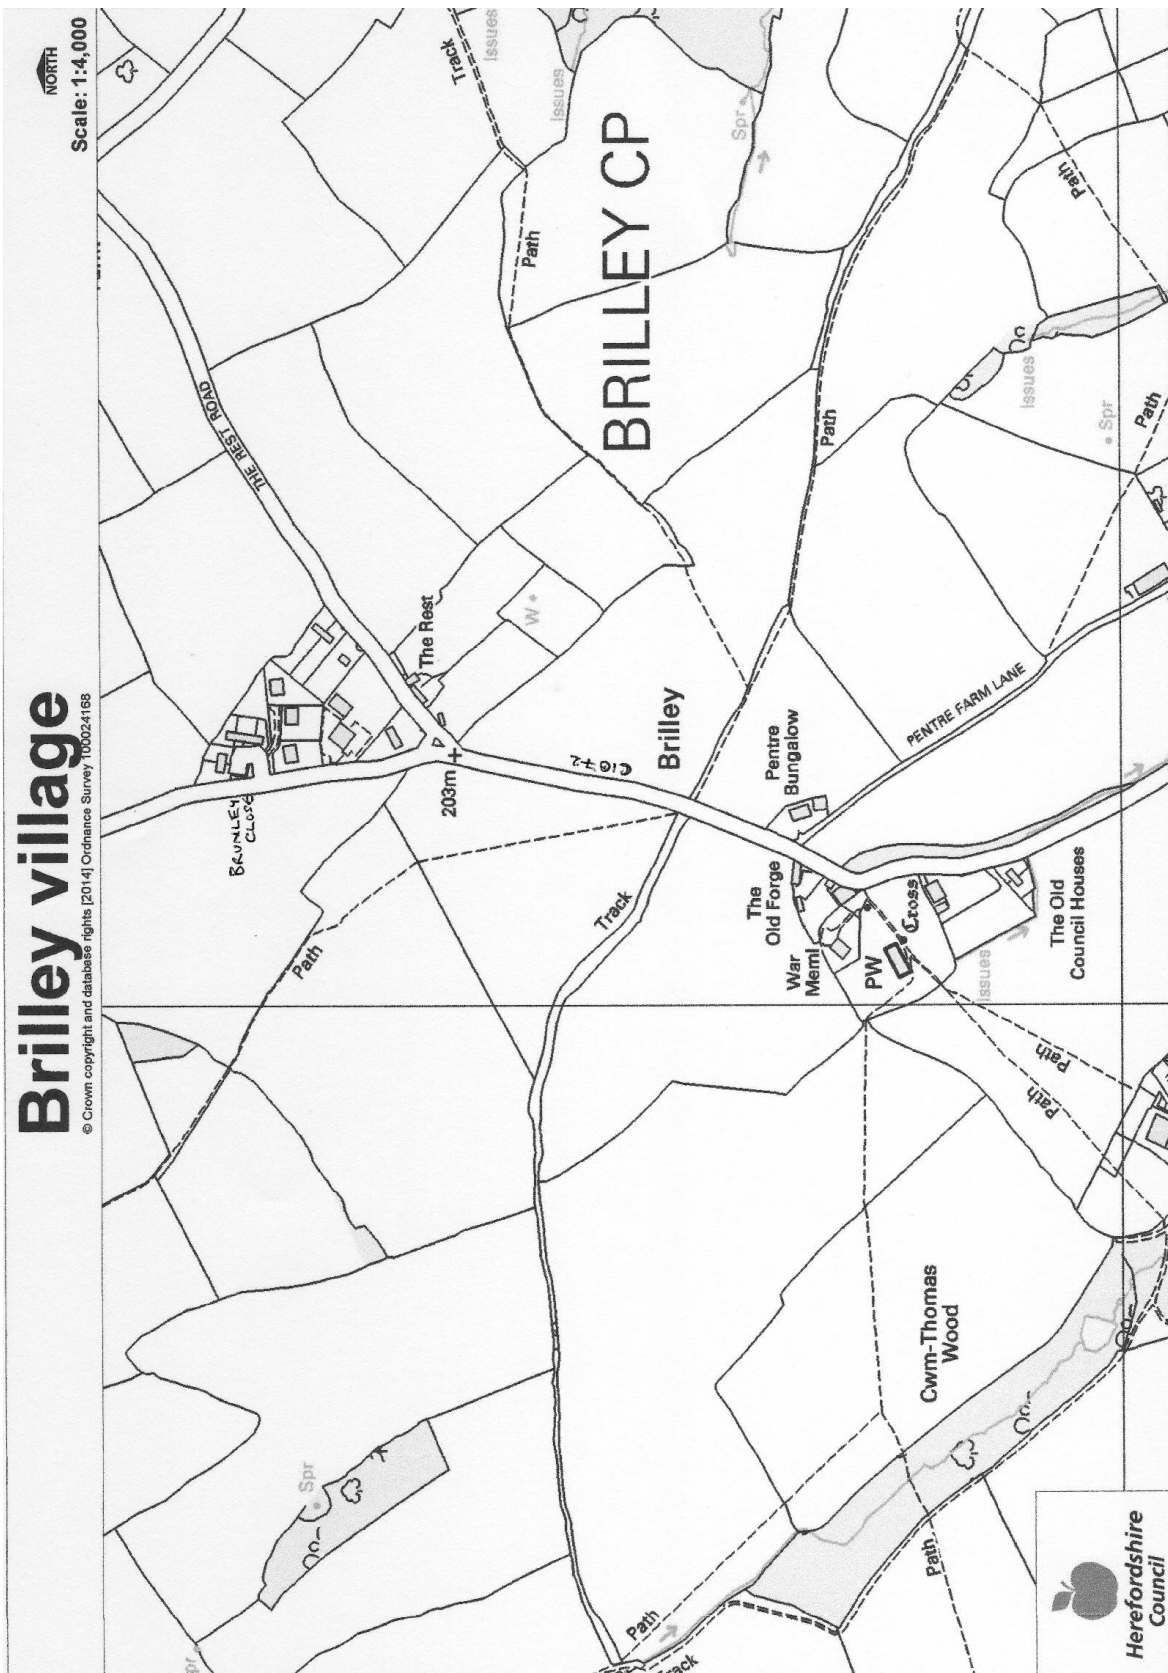 Brilley village
© Crown copyright and database rights [2014] Ordnance Survey 100024168
NORTH
Scale: 1:4,000
Track
Issues
Issues
BRILLEY CP
Spr
Path
Path
THE REST ROAD
The Rest
W
Issues
Spr
Path
Path
BRUNLEY
CLOSE
203m
C1072
Brilley
Pentre
Bungalow
PENTRE FARM LANE
Path
Track
The
Old Forge
War
Meml
PW
Cross
Issues
The Old
Council Houses
Path
Path
Spr
Cwm-Thomas
Wood
Path
Path
Herefordshire
Council